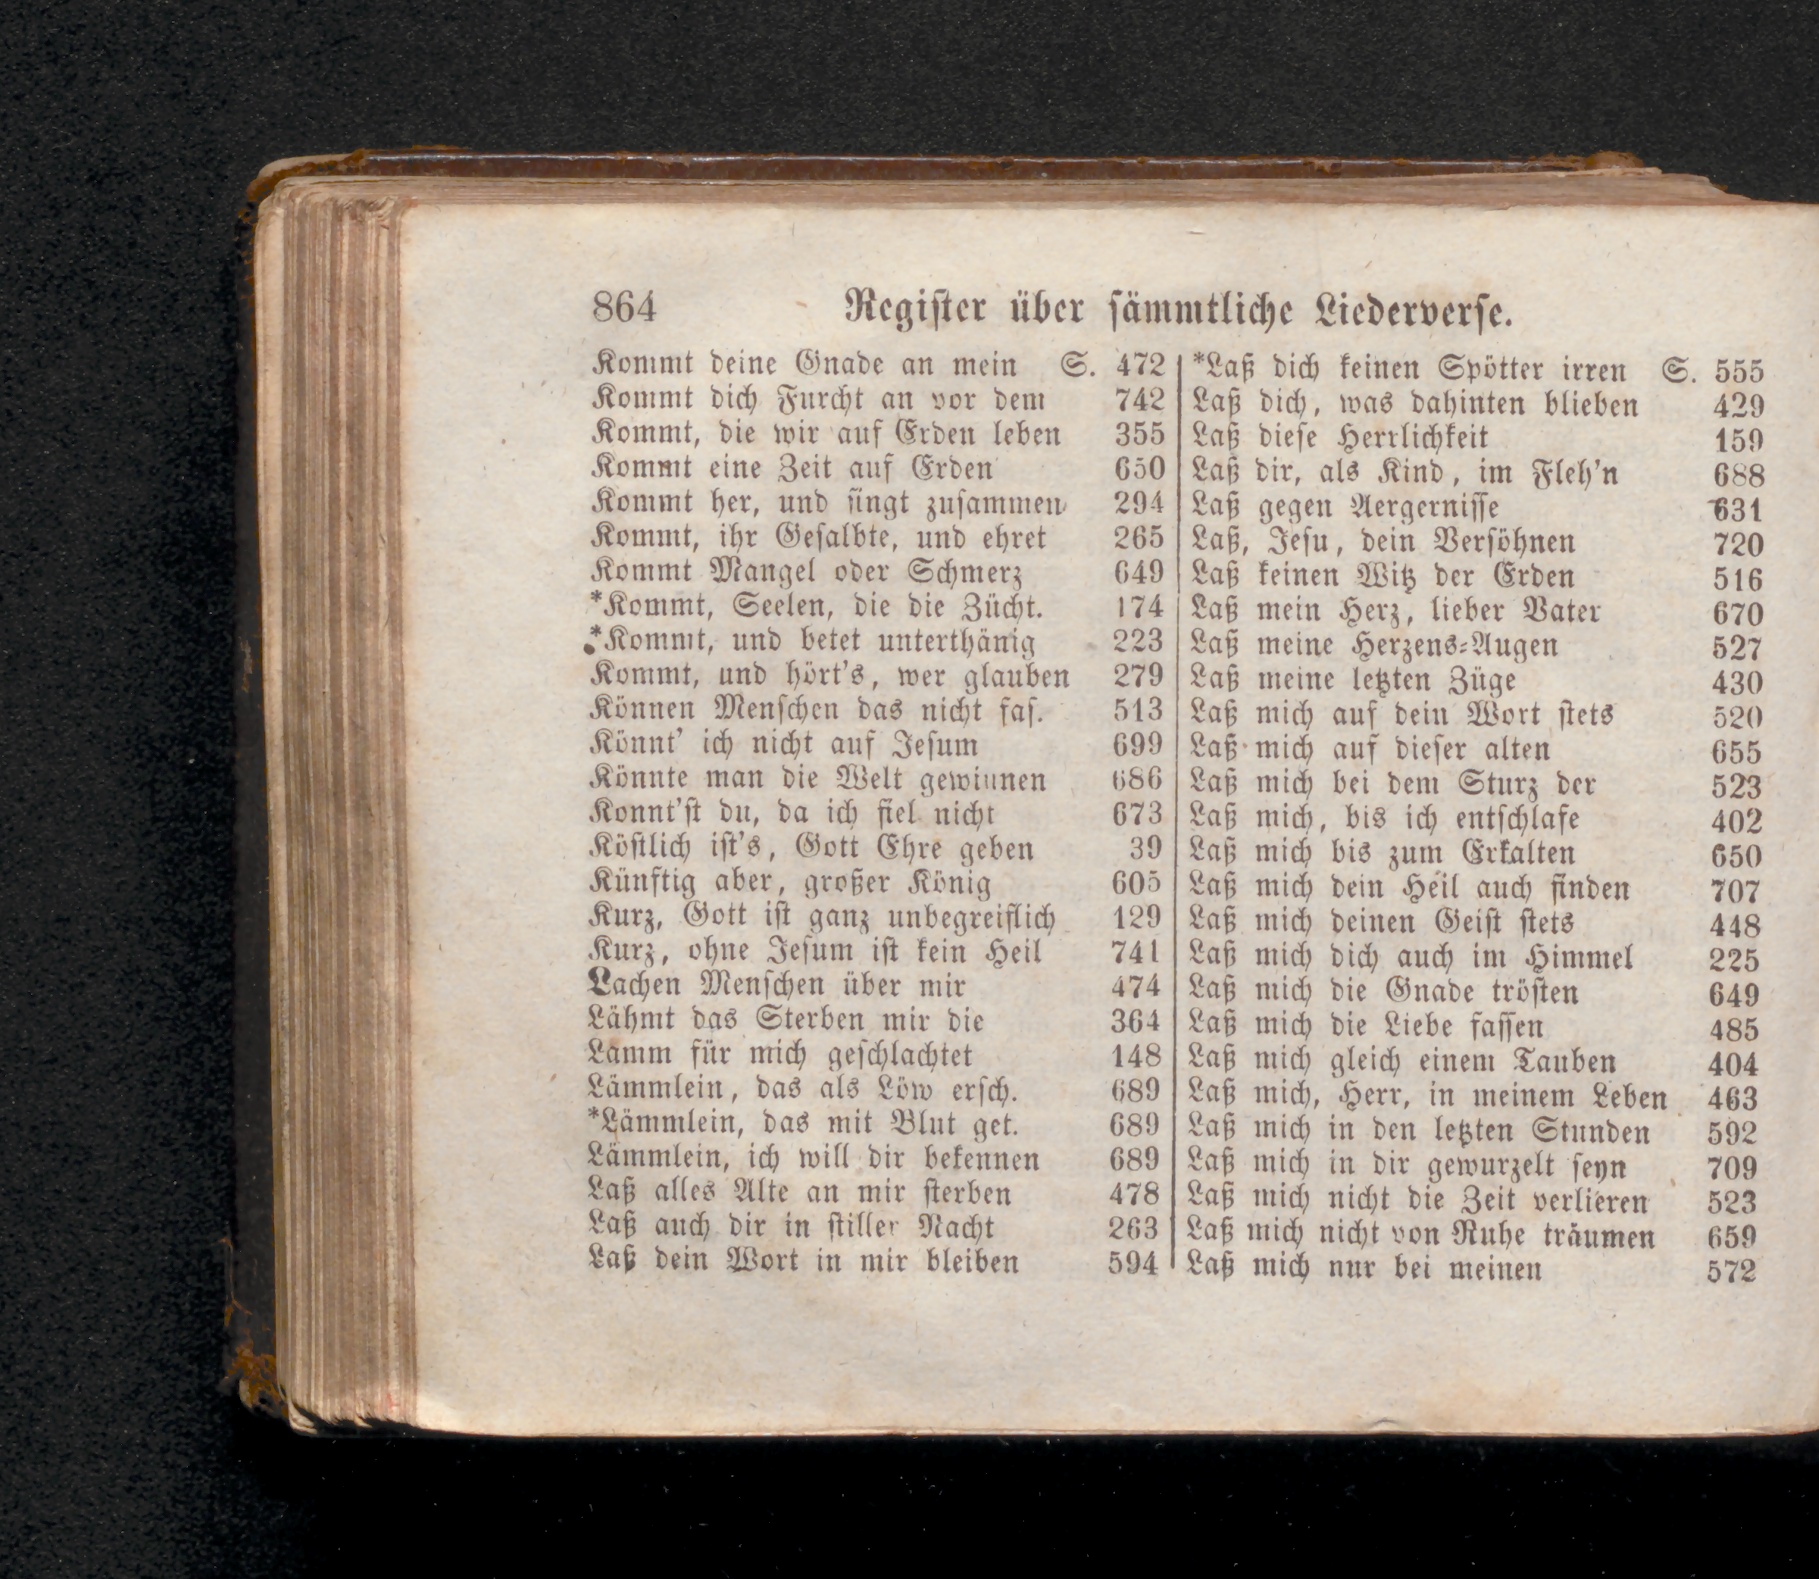 864 Register über sämmtliche Liederverse.
Kommt deine Gnade an mein S. 472
Kommt dich Furcht an vor dem 742
Kommt, die wir auf Erden leben 355
Kommt eine Zeit auf Erden 650
Kommt her, und singt zusammen 294
Kommt, ihr Gesalbte, und ehret 265
Kommt Mangel oder Schmerz 649
*Kommt, Seelen, die die Zücht. 174
*Kommt, und betet unterthänig 223
Kommt, und hört's, wer glauben 279
Können Menschen das nicht fas. 513
Könnt' ich nicht auf Jesum 699
Könnte man die Welt gewinnen 686
Konnt'st du, da ich fiel nicht 673
Köstlich ist's, Gott Ehre geben 39
Künftig aber, großer König 605
Kurz, Gott ist ganz unbegreiflich 129
Kurz, ohne Jesum ist kein Heil 741
Lachen Menschen über mir 474
Lähmt das Sterben mir die 364
Lamm für mich geschlachtet 148
Lämmlein, das als Löw ersch. 689
*Lämmlein, das mit Blut get. 689
Lämmlein, ich will dir bekennen 689
Laß alles Alte an mir sterben 478
Laß auch dir in stiller Nacht 263
Laß dein Wort in mir bleiben 594
*Laß dich keinen Spötter irren S. 555
Laß dich, was dahinten blieben 429
Laß diese Herrlichkeit 159
Laß dir, als Kind, im Fleh'n 688
Laß gegen Aergernisse 631
Laß, Jesu, dein Versöhnen 720
Laß keinen Witz der Erden 516
Laß mein Herz, lieber Vater 670
Laß meine Herzens-Augen 527
Laß meine letzten Züge 430
Laß mich auf dein Wort stets 520
Laß mich auf dieser alten 655
Laß mich bei dem Sturz der 523
Laß mich, bis ich entschlafe 402
Laß mich bis zum Erkalten 650
Laß mich dein Heil auch finden 707
Laß mich deinen Geist stets 448
Laß mich dich auch im Himmel 225
Laß mich die Gnade trösten 649
Laß mich die Liebe fassen 485
Laß mich gleich einem Tauben 404
Laß mich, Herr, in meinem Leben 463
Laß mich in den letzten Stunden 592
Laß mich in dir gewurzelt seyn 709
Laß mich nicht die Zeit verlieren 523
Laß mich nicht von Ruhe träumen 659
Laß mich nur bei meinen 572